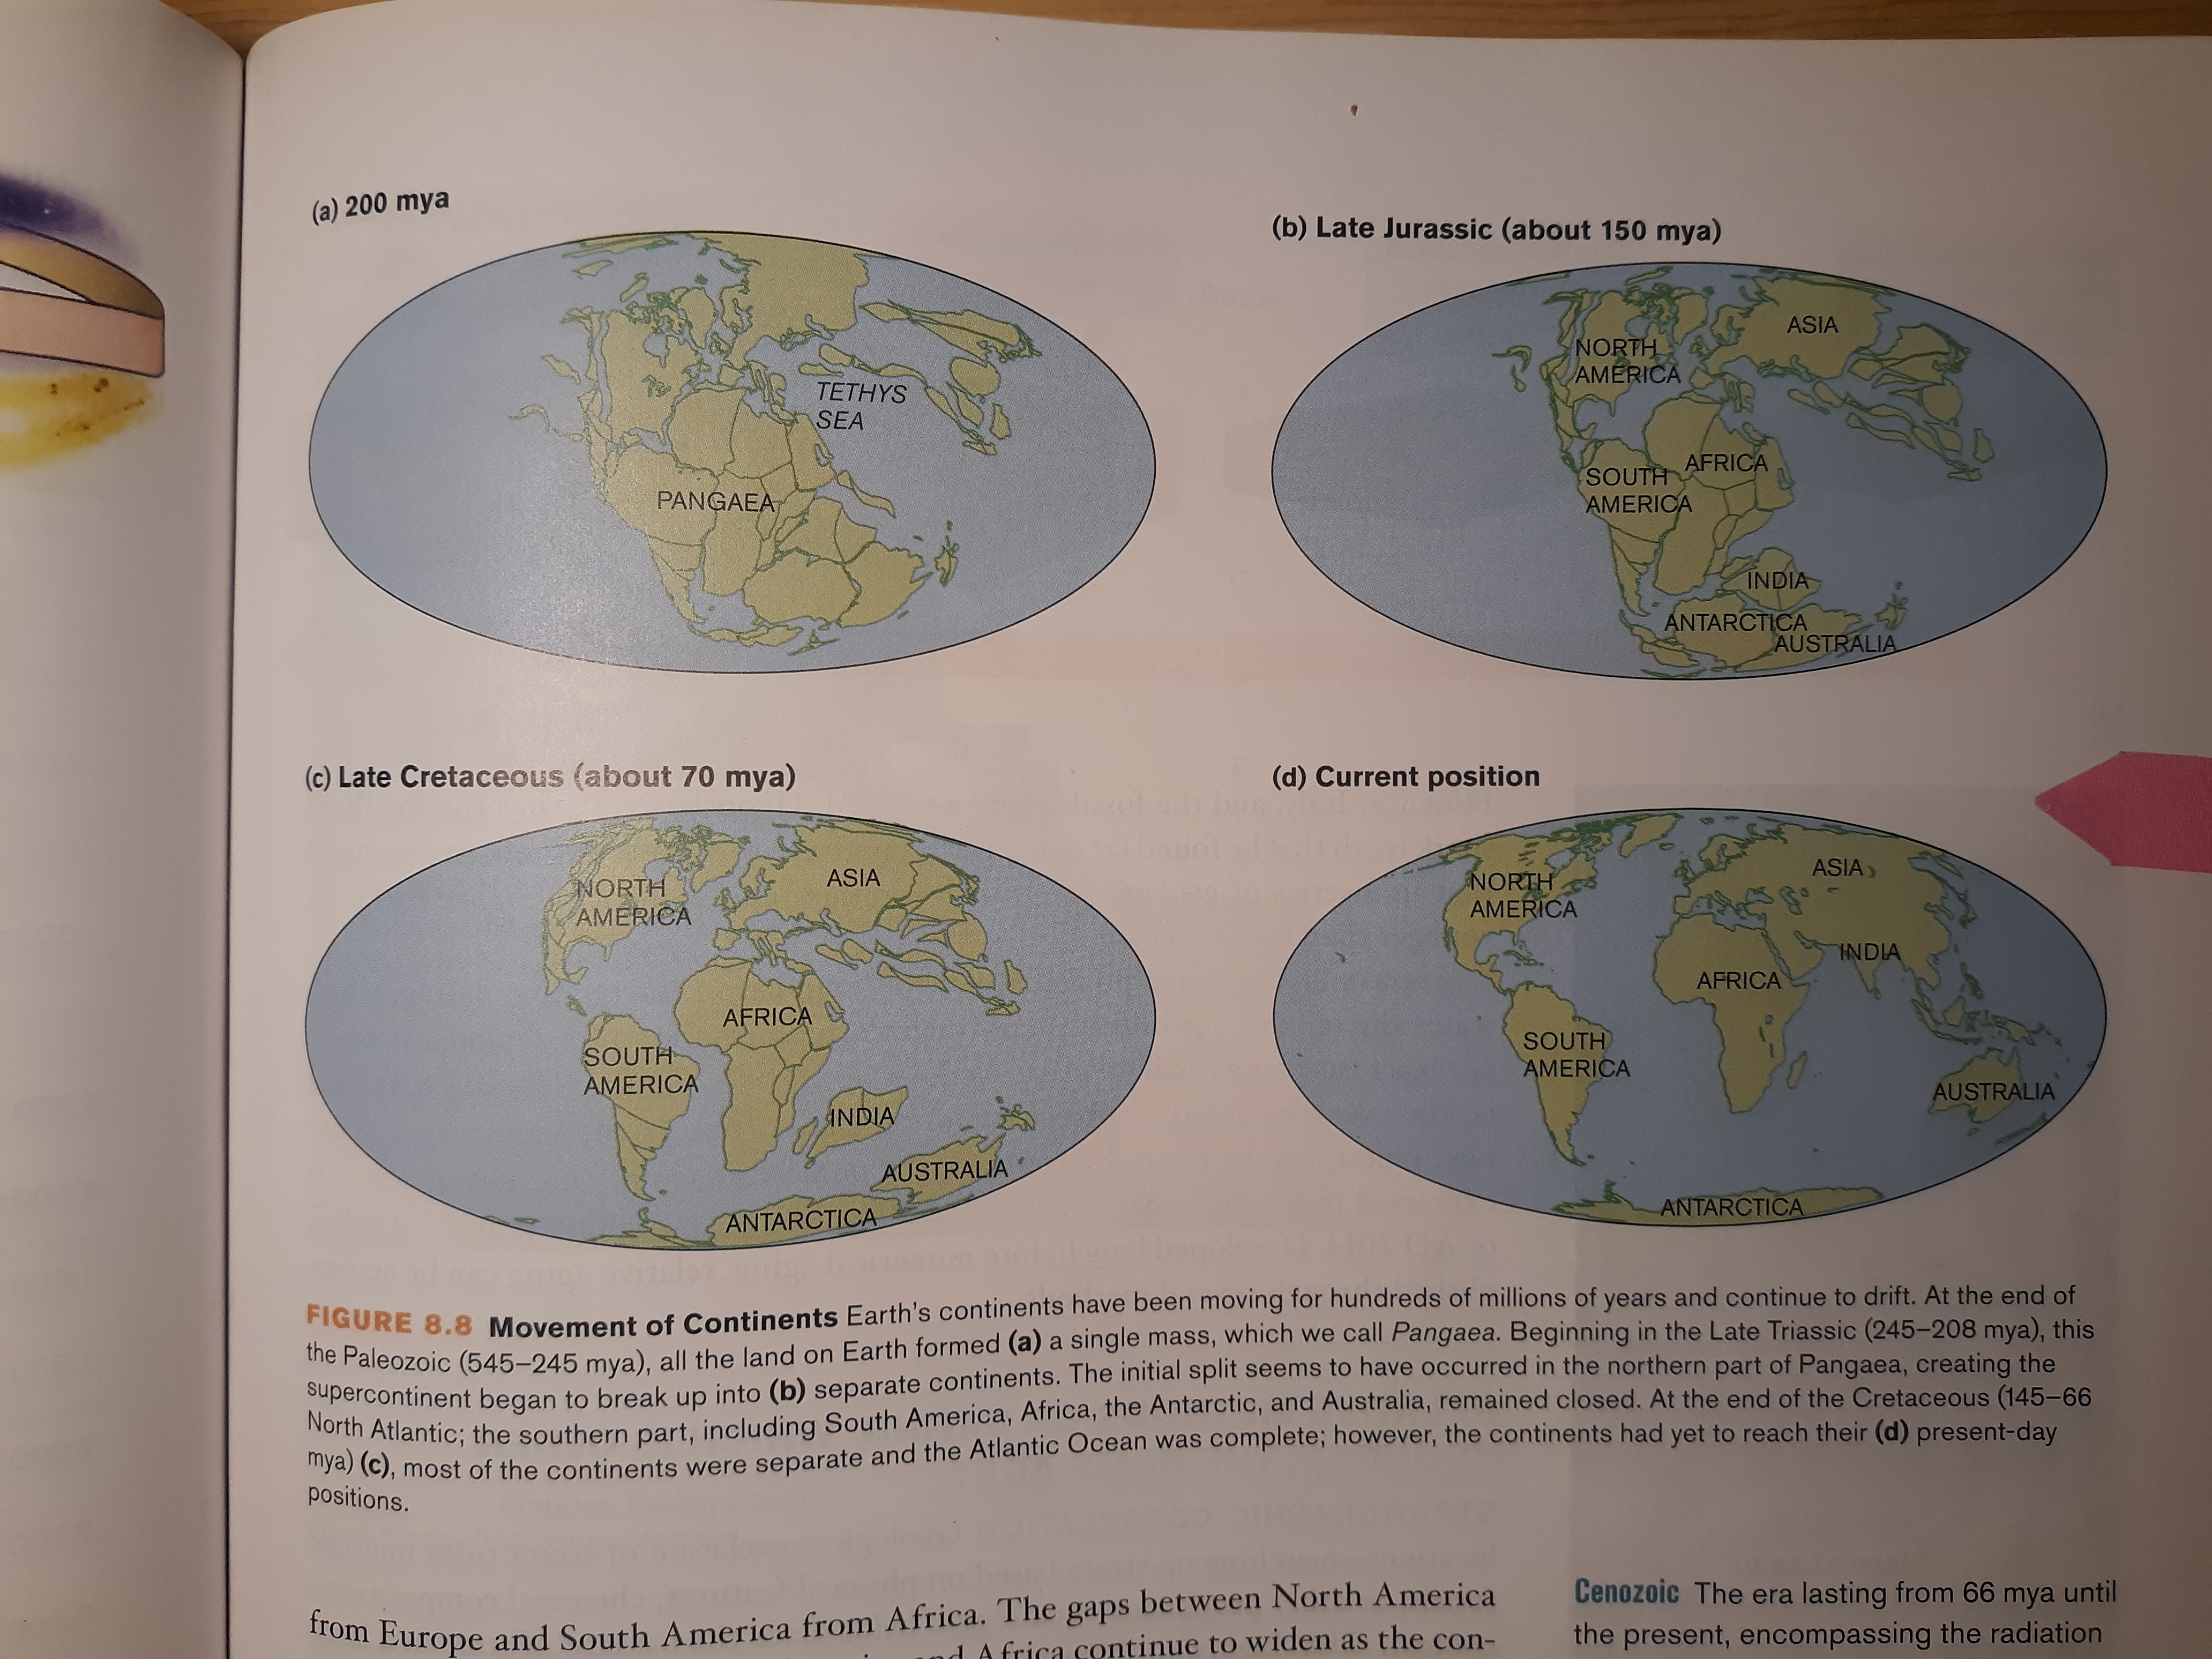 (a) 200 mya
TETHYS
SEA
PANGAEA
(b) Late Jurassic (about 150 mya)
ASIA
NORTH
AMERICA
AFRICA
SOUTH
AMERICA
INDIA
ANTARCTICA
AUSTRALIA
(c) Late Cretaceous (about 70 mya)
ASIA
NORTH
AMERICA
AFRICA
SOUTH
AMERICA
INDIA
AUSTRALIA
ANTARCTICA
(d) Current position
ASIA
NORTH
AMERICA
INDIA
AFRICA
SOUTH
AMERICA
AUSTRALIA
ANTARCTICA
FIGURE 8.8 Movement of Continents Earth's continents have been moving for hundreds of millions of years and continue to drift. At the end of
the Paleozoic (545–245 mya), all the land on Earth formed (a) a single mass, which we call Pangaea. Beginning in the Late Triassic (245–208 mya), this
supercontinent began to break up into (b) separate continents. The initial split seems to have occurred in the northern part of Pangaea, creating the
North Atlantic; the southern part, including South America, Africa, the Antarctic, and Australia, remained closed. At the end of the Cretaceous (145–66
mya) (c), most of the continents were separate and the Atlantic Ocean was complete; however, the continents had yet to reach their (d) present-day
positions.
from Europe and South America from Africa. The gaps between North America
and Africa continue to widen as the con-
Cenozoic The era lasting from 66 mya until
the present, encompassing the radiation